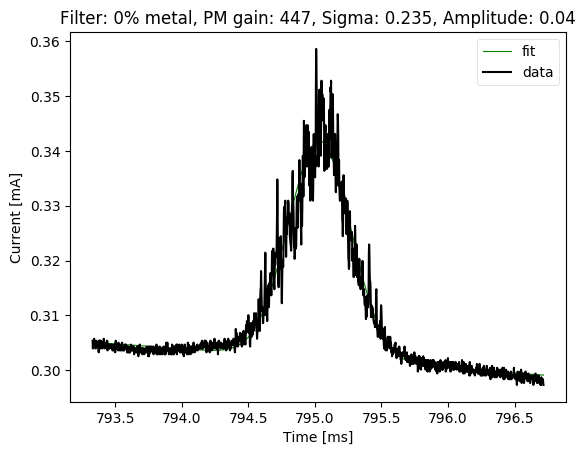 Filter: 0% metal, PM gain: 447, Sigma: 0.235, Amplitude: 0.04
fit
data
Current [mA]
0.36
0.35
0.34
0.33
0.32
0.31
0.30
793.5 794.0 794.5 795.0 795.5 796.0 796.5
Time [ms]